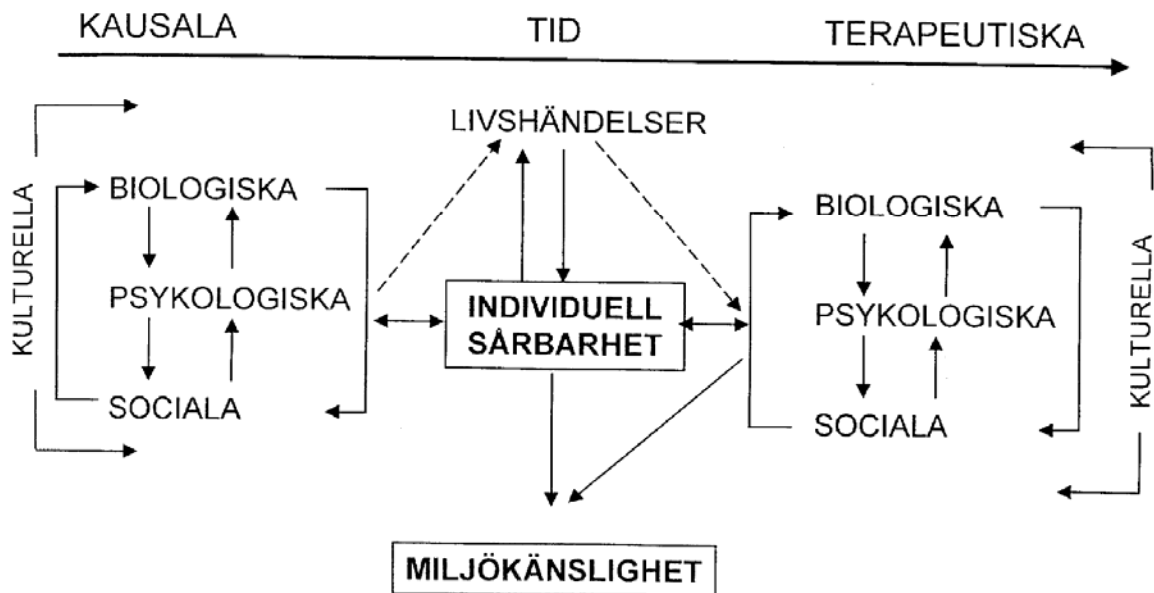 KAUSALA TID TERAPEUTISKA
LIVSHÄNDELSER
KULTURELLA
BIOLOGISKA
PSYKOLOGISKA
SOCIALA
INDIVIDUELL
SÅRBARHET
BIOLOGISKA
PSYKOLOGISKA
SOCIALA
KULTURELLA
MILJÖKÄNSLIGHET